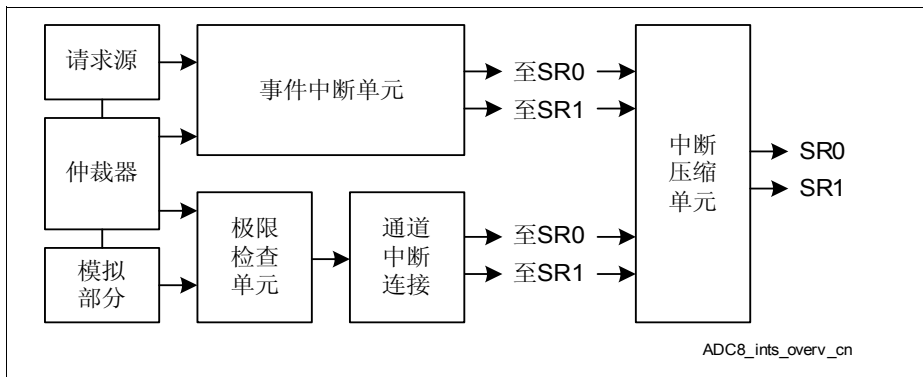 请求源
仲裁器
模拟
部分
事件中断单元
极限
检查
单元
通道
中断
连接
至SR0
至SR1
至SR0
至SR1
中断
压缩
单元
SR0
SR1
ADC8_ints_overv_cn